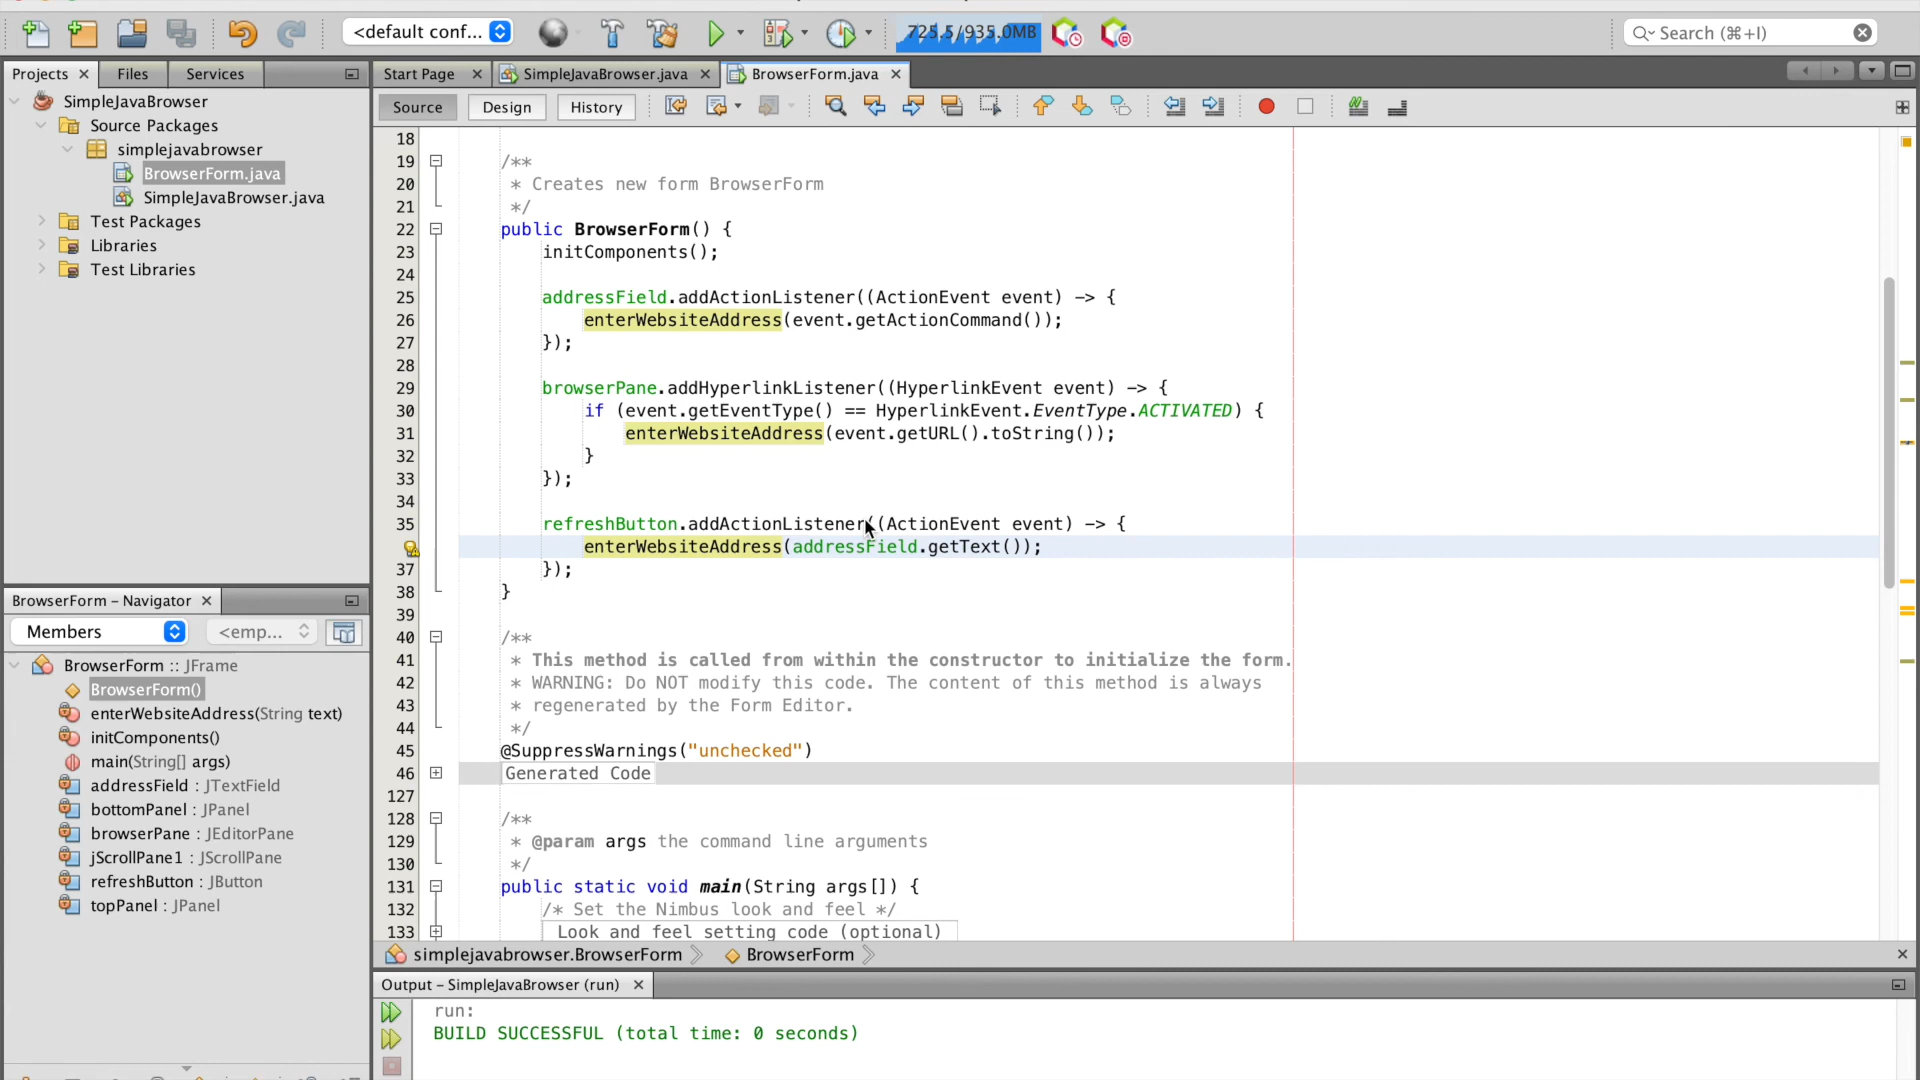 <default conf...
725.5/935.0MB
Search (⌘+I)
Projects
Files
Services
Start Page
SimpleJavaBrowser.java
BrowserForm.java
Source
Design
History
SimpleJavaBrowser
Source Packages
simplejavabrowser
BrowserForm.java
SimpleJavaBrowser.java
Test Packages
Libraries
Test Libraries
18
19 /**
20 * Creates new form BrowserForm
21 */
22 public BrowserForm() {
23 initComponents();
24
25 addressField.addActionListener((ActionEvent event) -> {
26 enterWebsiteAddress(event.getActionCommand());
27 });
28
29 browserPane.addHyperlinkListener((HyperlinkEvent event) -> {
30 if (event.getEventType() == HyperlinkEvent.EventType.ACTIVATED) {
31 enterWebsiteAddress(event.getURL().toString());
32 }
33 });
34
35 refreshButton.addActionListener((ActionEvent event) -> {
enterWebsiteAddress(addressField.getText());
37 });
38 }
39
40 /**
41 * This method is called from within the constructor to initialize the form.
42 * WARNING: Do NOT modify this code. The content of this method is always
43 * regenerated by the Form Editor.
44 */
45 @SuppressWarnings("unchecked")
46 Generated Code
127
128 /**
129 * @param args the command line arguments
130 */
131 public static void main(String args[]) {
132 /* Set the Nimbus look and feel */
133 Look and feel setting code (optional)
BrowserForm - Navigator
Members
<emp...
BrowserForm :: JFrame
BrowserForm()
enterWebsiteAddress(String text)
initComponents()
main(String[] args)
addressField : JTextField
bottomPanel : JPanel
browserPane : JEditorPane
jScrollPane1 : JScrollPane
refreshButton : JButton
topPanel : JPanel
simplejavabrowser.BrowserForm
BrowserForm
Output - SimpleJavaBrowser (run)
run:
BUILD SUCCESSFUL (total time: 0 seconds)